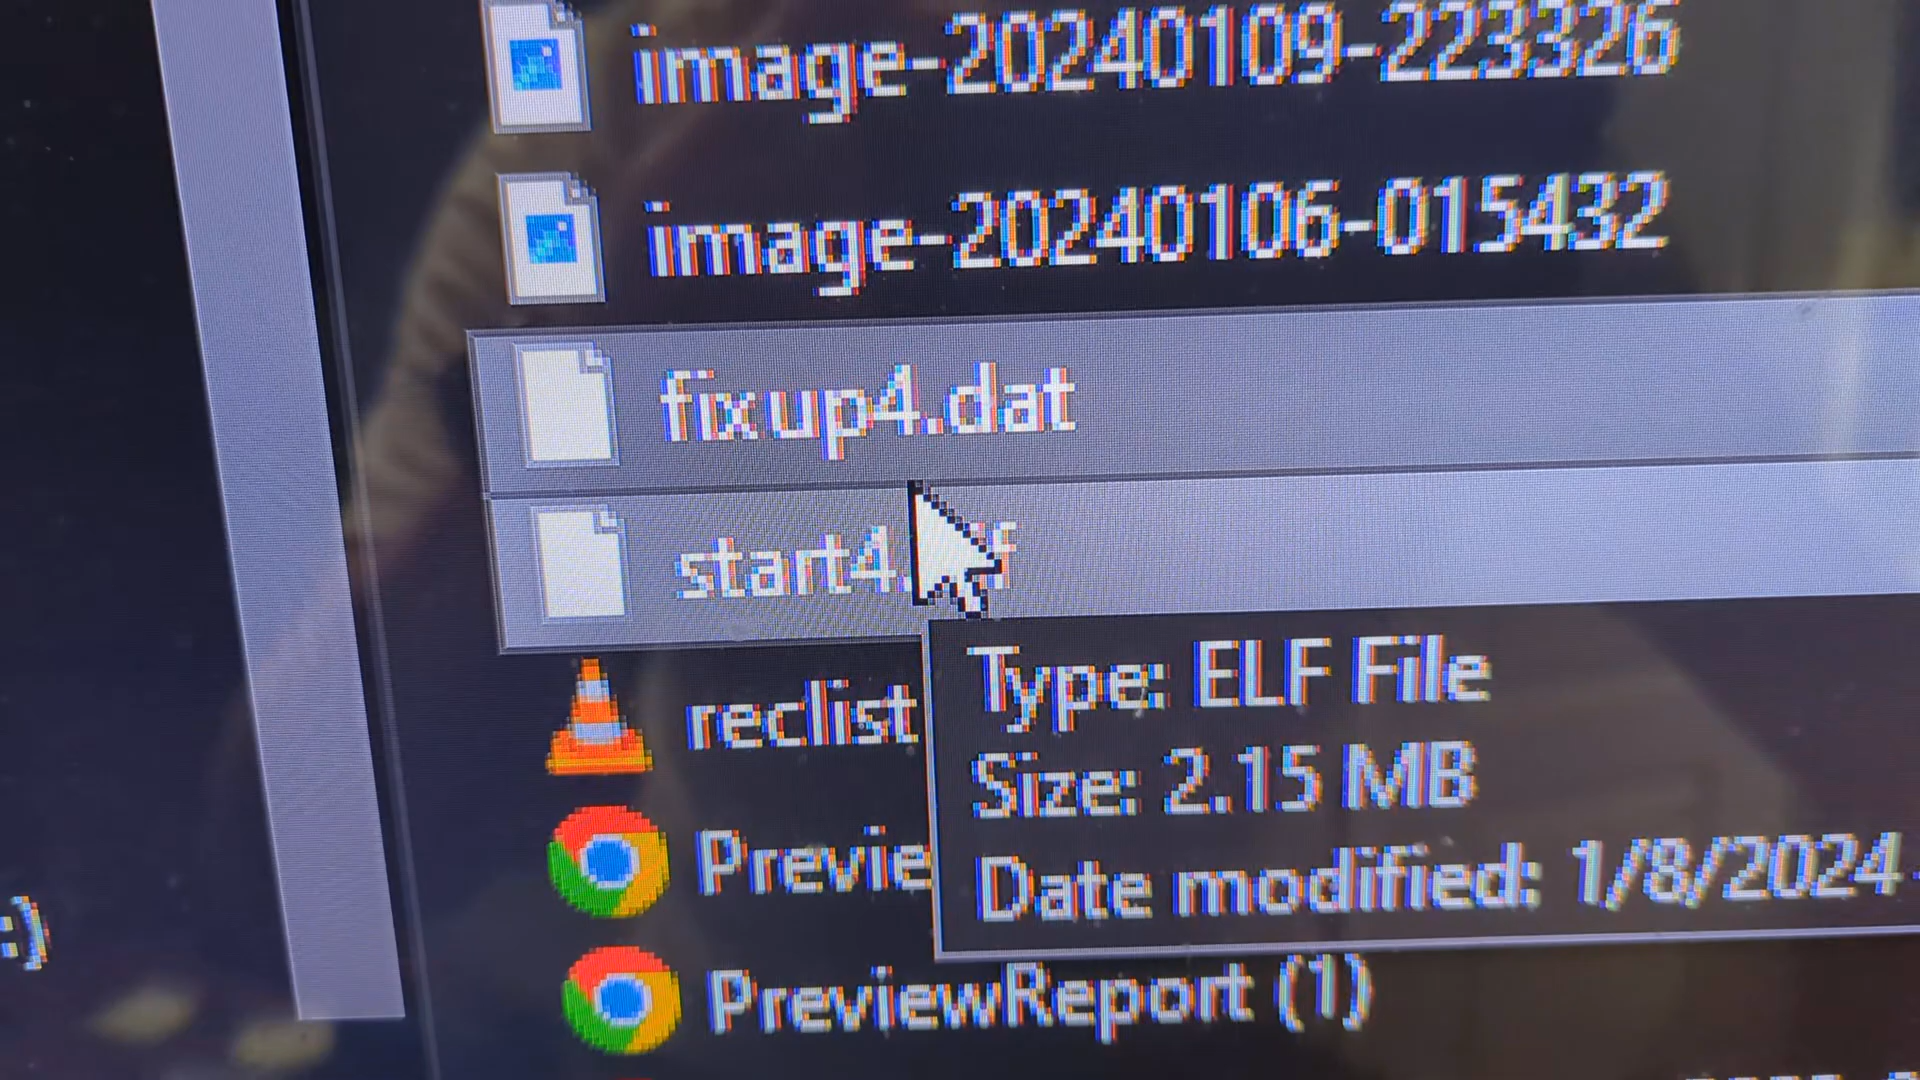 image-20240109-223326
image-20240106-015432
fixup4.dat
start4.
Type: ELF File
Size: 2.15 MB
Date modified: 1/8/2024
reclist
Previe
PreviewReport (1)
:)